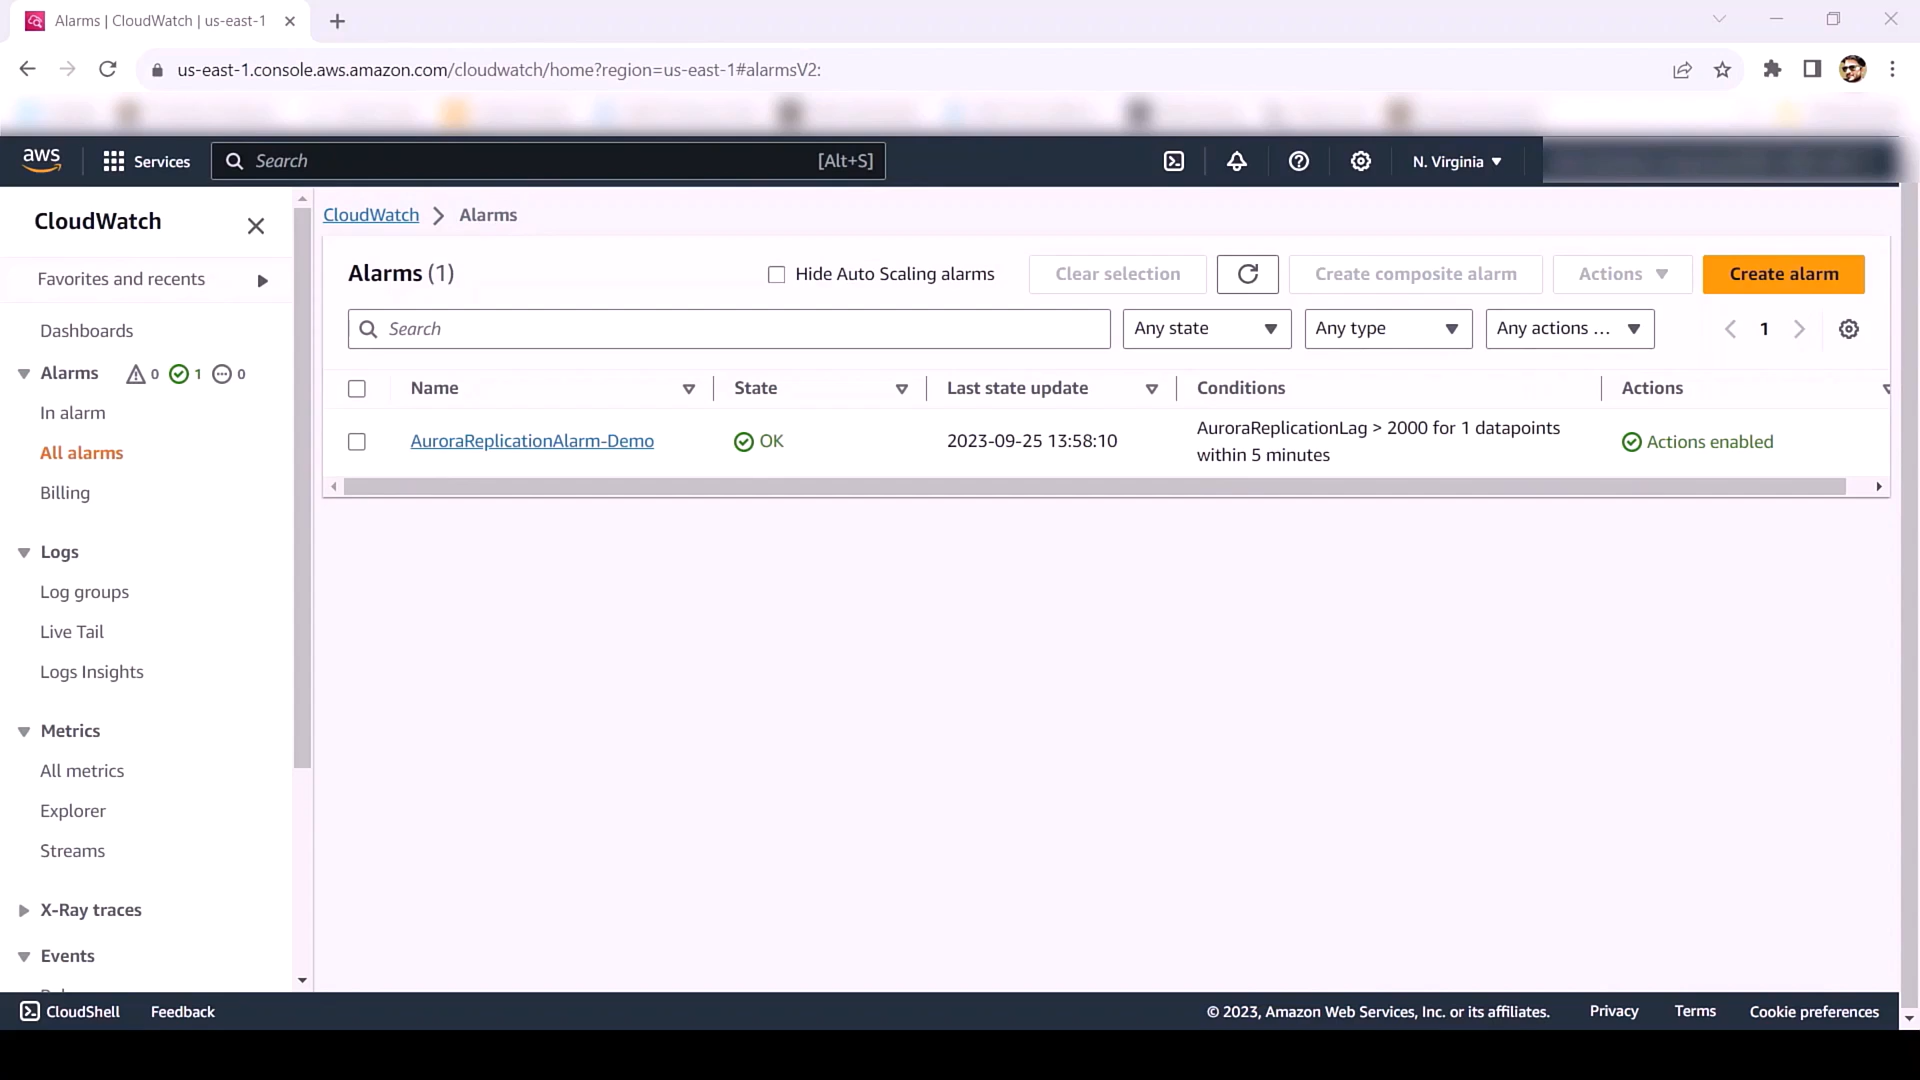 Alarms | CloudWatch | us-east-1
us-east-1.console.aws.amazon.com/cloudwatch/home?region=us-east-1#alarmsV2:
aws
Services
Search
[Alt+S]
N. Virginia
CloudWatch
Favorites and recents
Dashboards
Alarms 0 1 0
In alarm
All alarms
Billing
Logs
Log groups
Live Tail
Logs Insights
Metrics
All metrics
Explorer
Streams
X-Ray traces
Events
CloudWatch > Alarms
Alarms (1)
Hide Auto Scaling alarms
Clear selection
Create composite alarm
Actions
Create alarm
Search
Any state
Any type
Any actions ...
1
Name State Last state update Conditions Actions
AuroraReplicationAlarm-Demo OK 2023-09-25 13:58:10 AuroraReplicationLag > 2000 for 1 datapoints
within 5 minutes
Actions enabled
CloudShell Feedback
© 2023, Amazon Web Services, Inc. or its affiliates. Privacy Terms Cookie preferences